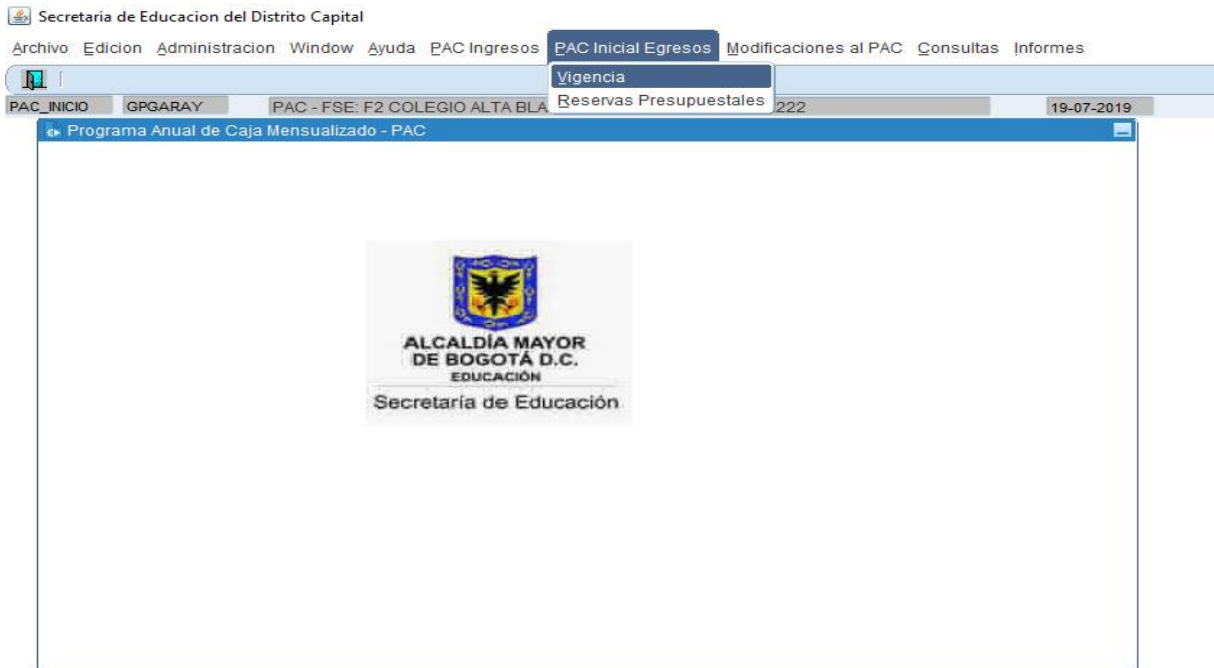 Secretaria de Educacion del Distrito Capital
Archivo Edicion Administracion Window Ayuda PAC Ingresos PAC Inicial Egresos Modificaciones al PAC Consultas Informes
Vigencia
PAC_INICIO GPGARAY PAC - FSE: F2 COLEGIO ALTA BLA Reservas Presupuestales 222 19-07-2019
Programa Anual de Caja Mensualizado - PAC
ALCALDÍA MAYOR
DE BOGOTÁ D.C.
EDUCACIÓN
Secretaría de Educación